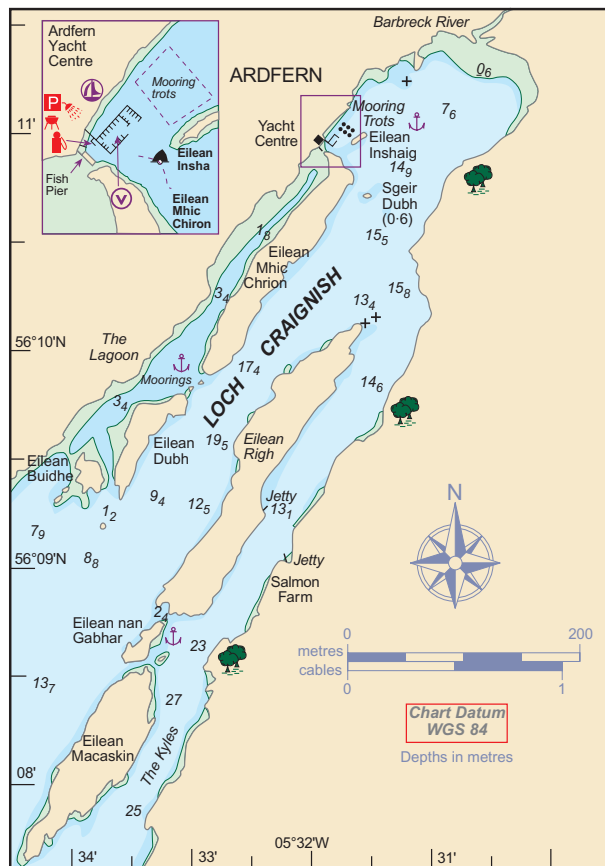 Barbreck River
Ardfern
Yacht
Centre
Mooring
trots
P
Eilean
Insha
Fish
Pier
V
Eilean
Mhic
Chiron
ARDFERN
0₆
Mooring
Trots
7₆
11'
Yacht
Centre
Eilean
Inshaig
14₉
Sgeir
Dubh
(0·6)
1₈
15₅
Eilean
Mhic
Chrion
15₈
3₄
13₄
56°10'N
The
Lagoon
LOCH CRAIGNISH
Moorings
17₄
14₆
3₄
Eilean
Dubh
19₅
Eilean
Righ
Eilean
Buidhe
9₄
12₅
Jetty
13₁
1₂
7₉
N
56°09'N
8₈
Jetty
Salmon
Farm
2₄
Eilean nan
Gabhar
23
0 200
metres
cables
0 1
13₇
27
Chart Datum
WGS 84
Eilean
Macaskin
The Kyles
Depths in metres
08'
25
05°32'W
34' 33' 31'